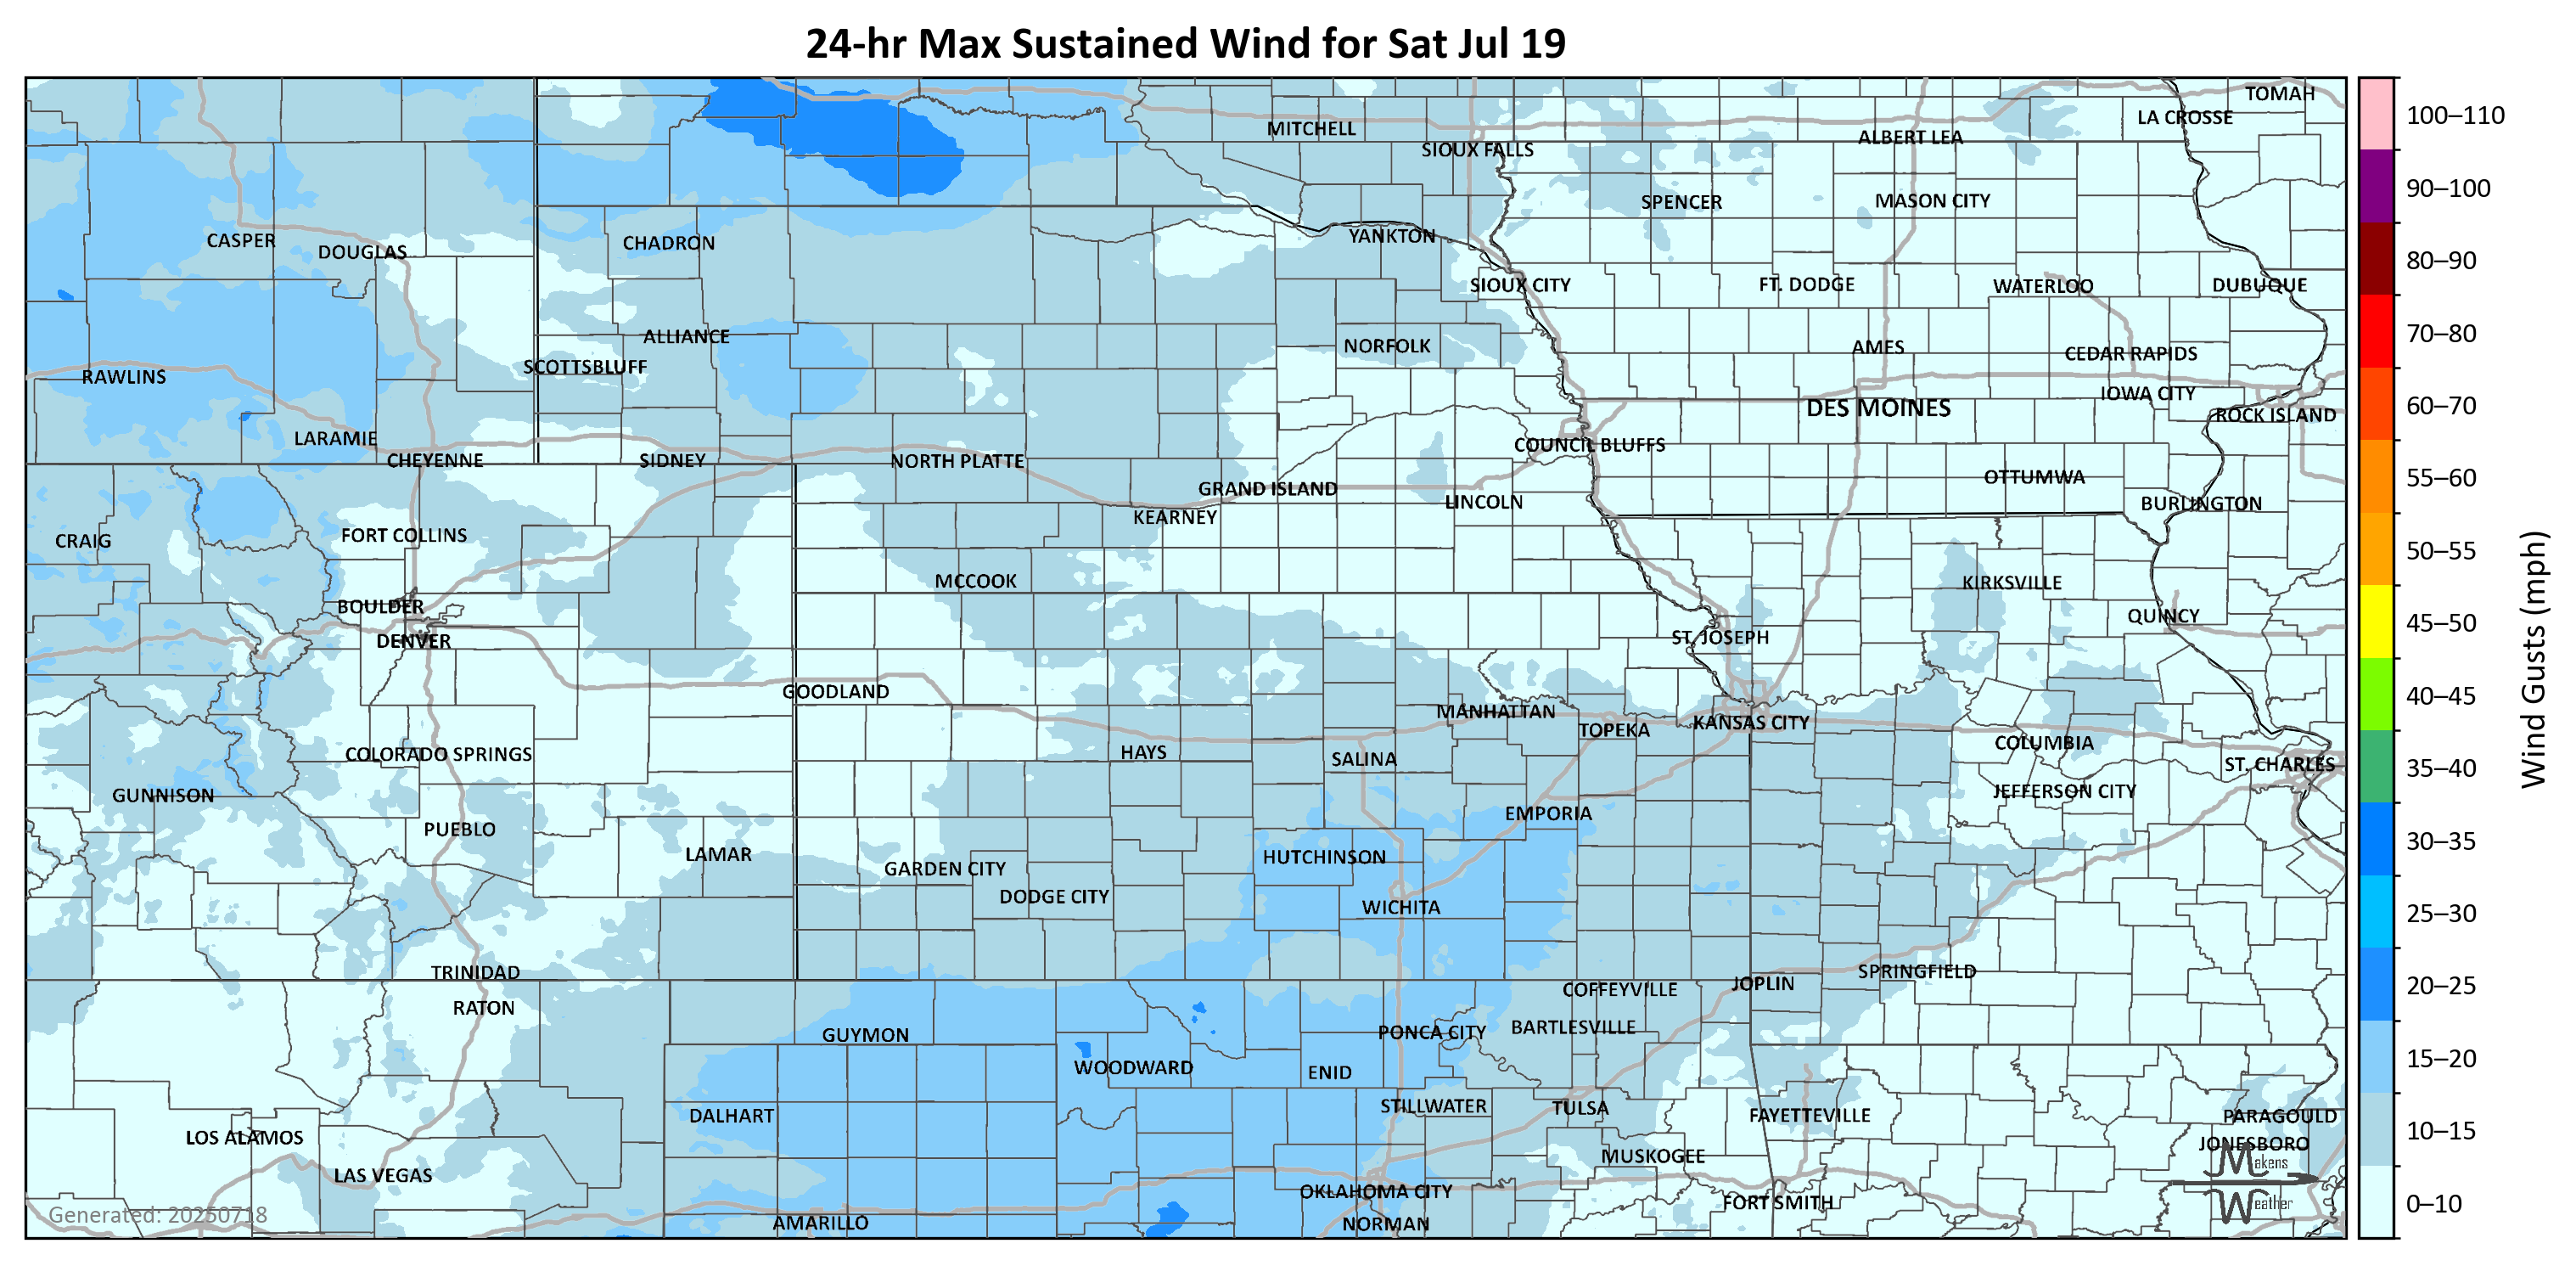 24-hr Max Sustained Wind for Sat Jul 19
TOMAH
LA CROSSE
MITCHELL
ALBERT LEA
SIOUX FALLS
SPENCER
MASON CITY
CASPER
DOUGLAS
CHADRON
YANKTON
SIOUX CITY
FT. DODGE
WATERLOO
DUBUQUE
ALLIANCE
NORFOLK
AMES
CEDAR RAPIDS
SCOTTSBLUFF
RAWLINS
IOWA CITY
DES MOINES
ROCK ISLAND
LARAMIE
COUNCIL BLUFFS
CHEYENNE
SIDNEY
NORTH PLATTE
OTTUMWA
GRAND ISLAND
LINCOLN
BURLINGTON
KEARNEY
FORT COLLINS
CRAIG
MCCOOK
KIRKSVILLE
BOULDER
QUINCY
DENVER
ST. JOSEPH
GOODLAND
MANHATTAN
TOPEKA
KANSAS CITY
COLORADO SPRINGS
HAYS
SALINA
COLUMBIA
ST. CHARLES
GUNNISON
JEFFERSON CITY
EMPORIA
PUEBLO
LAMAR
HUTCHINSON
GARDEN CITY
DODGE CITY
WICHITA
TRINIDAD
SPRINGFIELD
JOPLIN
COFFEYVILLE
RATON
GUYMON
PONCA CITY
BARTLESVILLE
WOODWARD
ENID
DALHART
STILLWATER
TULSA
FAYETTEVILLE
PARAGOULD
LOS ALAMOS
JONESBORO
LAS VEGAS
MUSKOGEE
OKLAHOMA CITY
FORT SMITH
AMARILLO
NORMAN
Generated: 20250718
Makens
Weather
100–110
90–100
80–90
70–80
60–70
55–60
50–55
45–50
40–45
35–40
30–35
25–30
20–25
15–20
10–15
0–10
Wind Gusts (mph)